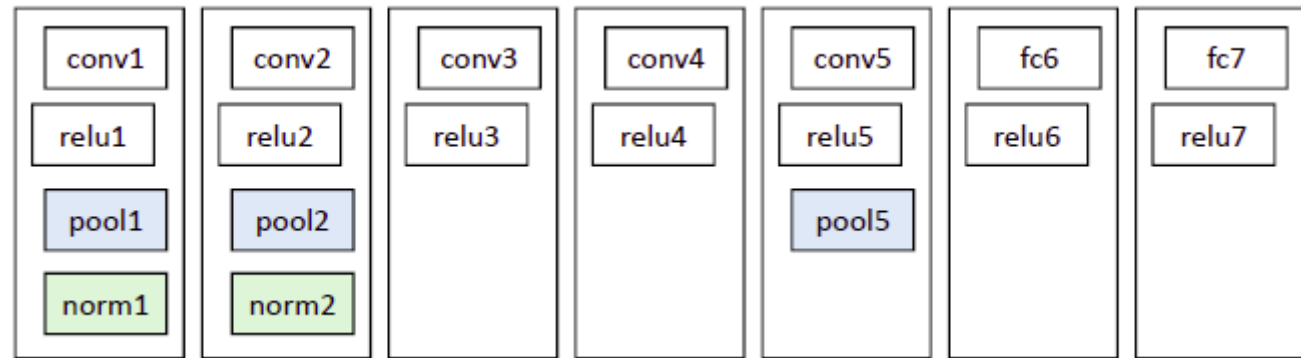 conv1
relu1
pool1
norm1
conv2
relu2
pool2
norm2
conv3
relu3
conv4
relu4
conv5
relu5
pool5
fc6
relu6
fc7
relu7